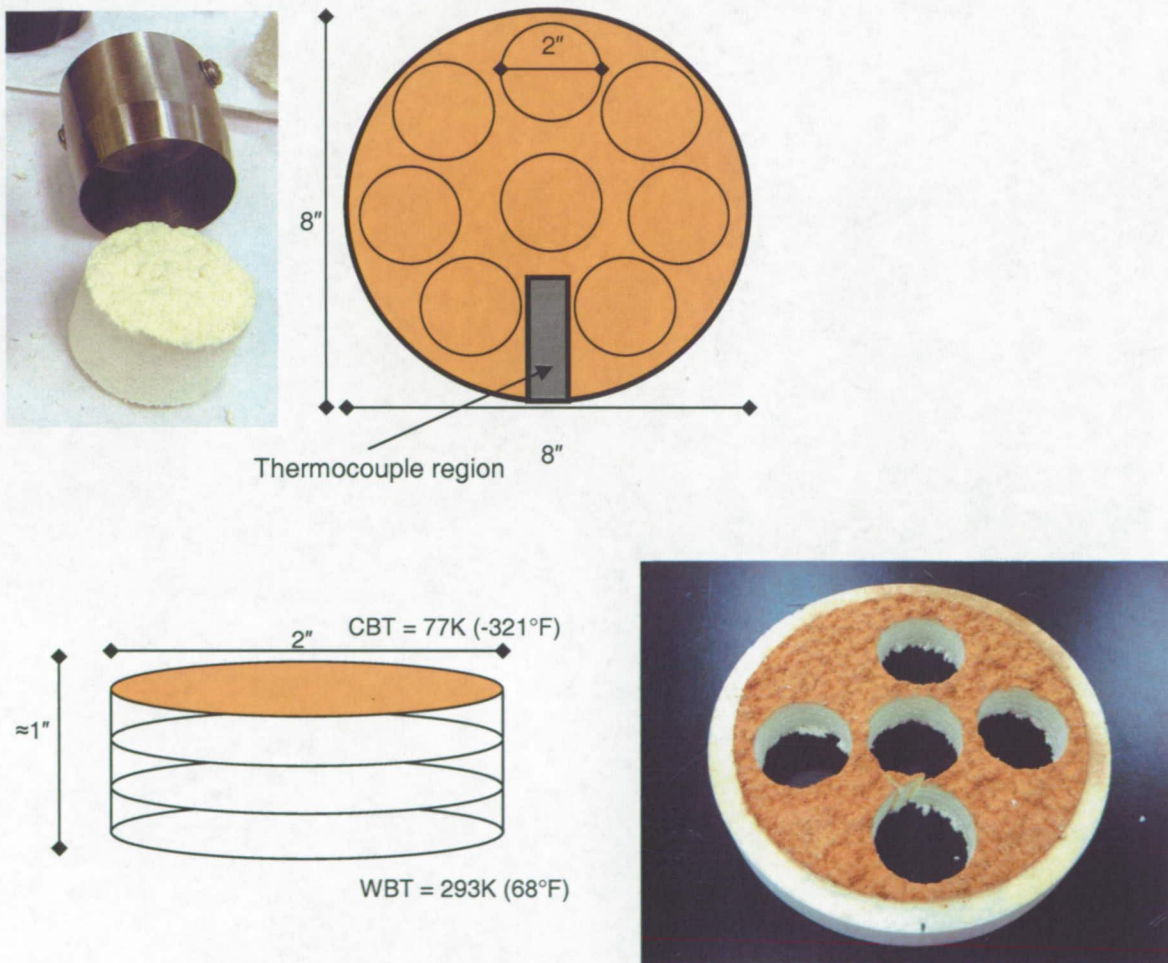 2″
8″
8″
Thermocouple region
CBT = 77K (-321°F)
2″
≈1″
WBT = 293K (68°F)